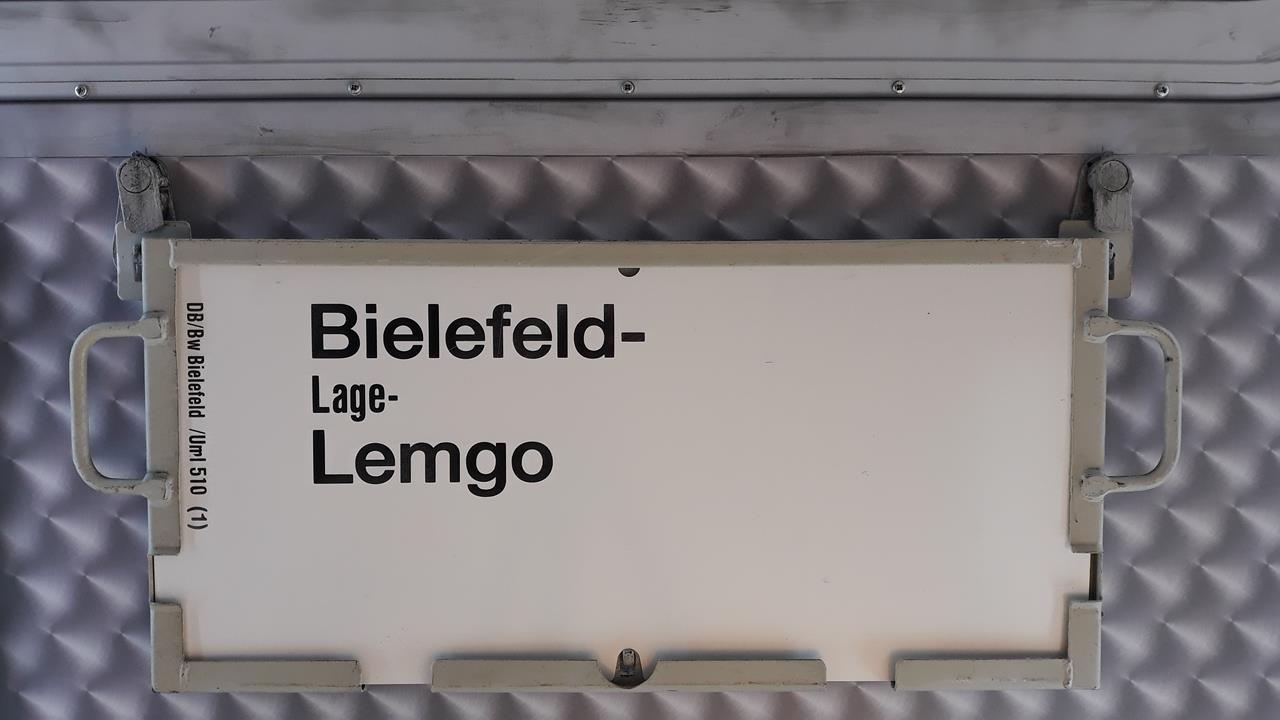 Bielefeld-
Lage-
Lemgo
DB/Bw Bielefeld /Uml 510 (1)